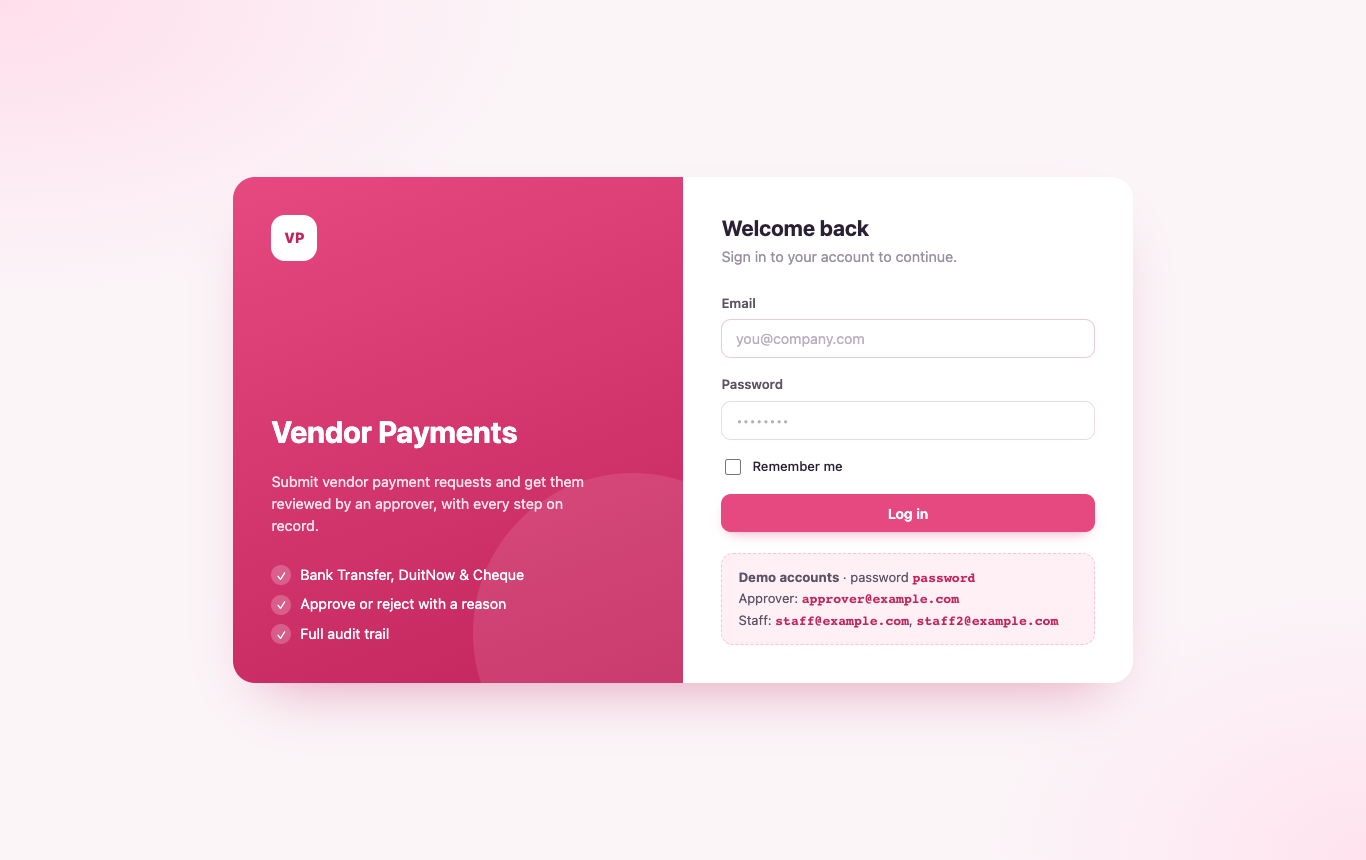 VP
Vendor Payments
Submit vendor payment requests and get them
reviewed by an approver, with every step on
record.
Bank Transfer, DuitNow & Cheque
Approve or reject with a reason
Full audit trail
Welcome back
Sign in to your account to continue.
Email
you@company.com
Password
••••••••
Remember me
Log in
Demo accounts · password password
Approver: approver@example.com
Staff: staff@example.com, staff2@example.com